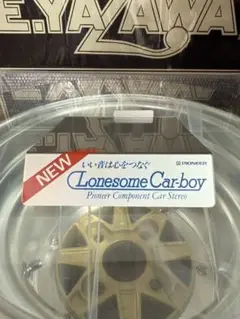 E.YAZAWA
NEW
いい音は心をつなぐ
PIONEER
Lonesome Car-boy
Pioneer Component Car Stereo